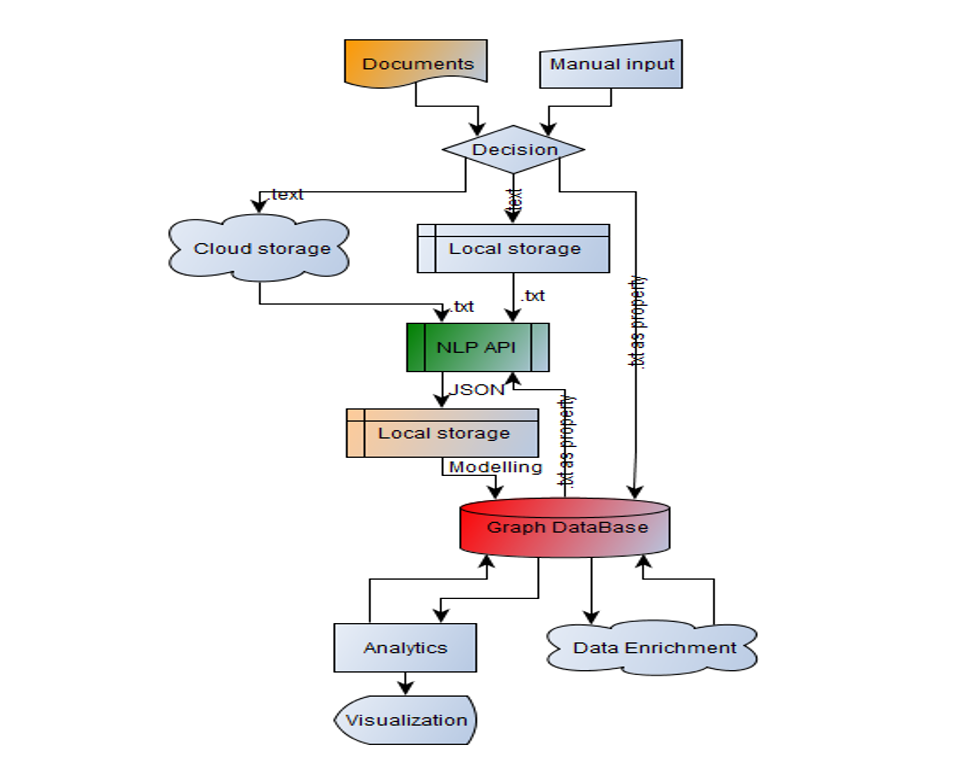 Documents
Manual input
Decision
.text
.text
Cloud storage
Local storage
.txt
.txt
.txt as property
NLP API
JSON
.txt as property
Local storage
Modelling
Graph DataBase
Analytics
Data Enrichment
Visualization